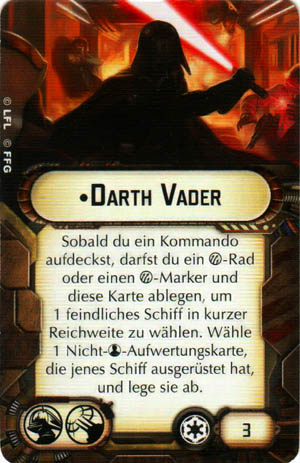 © LFL © FFG
•DARTH VADER
Sobald du ein Kommando
aufdeckst, darfst du ein -Rad
oder einen -Marker und
diese Karte ablegen, um
1 feindliches Schiff in kurzer
Reichweite zu wählen. Wähle
1 Nicht- -Aufwertungskarte,
die jenes Schiff ausgerüstet hat,
und lege sie ab.
3